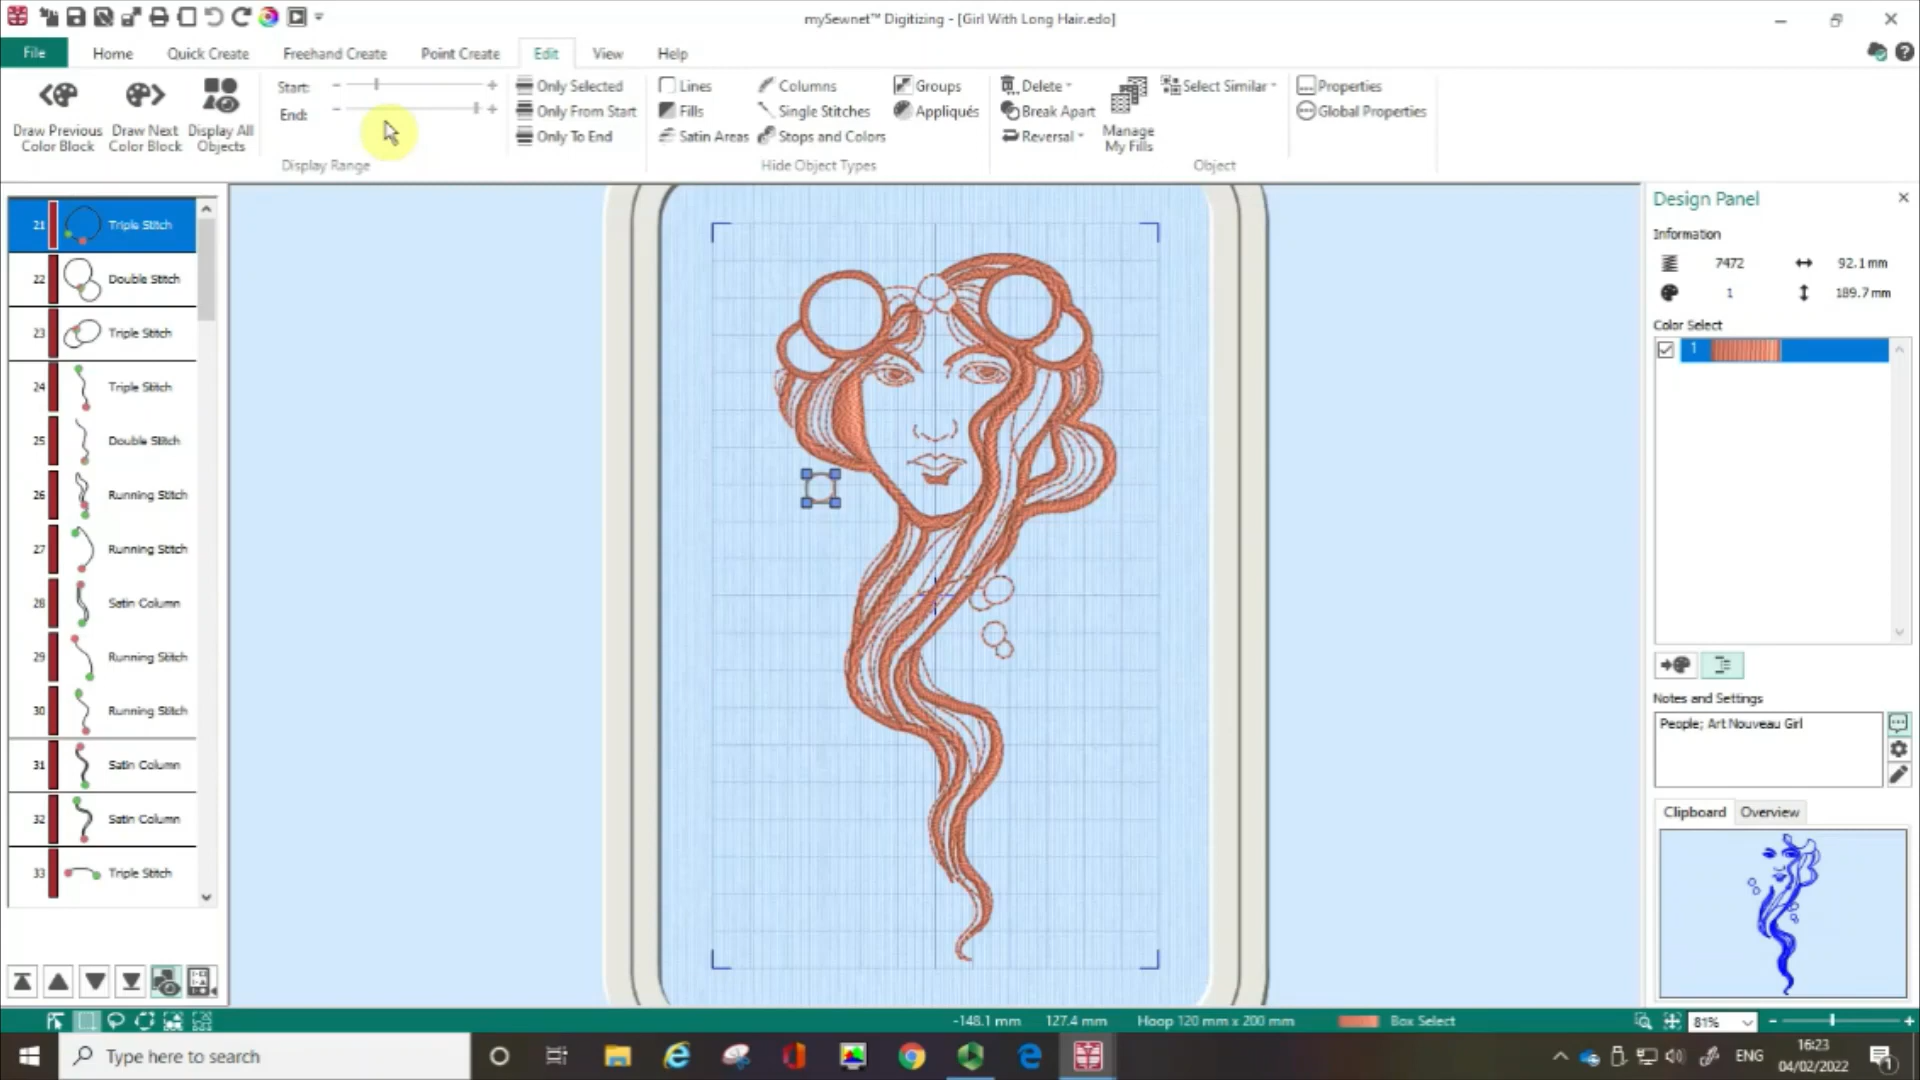 mySewnet™ Digitizing - [Girl With Long Hair.edo]
File Home Quick Create Freehand Create Point Create Edit View Help
Draw Previous Color Block
Draw Next Color Block
Display All Objects
Start:
End:
Display Range
Only Selected
Only From Start
Only To End
Lines
Fills
Satin Areas
Columns
Single Stitches
Stops and Colors
Groups
Appliqués
Hide Object Types
Delete
Break Apart
Reversal
Manage My Fills
Select Similar
Object
Properties
Global Properties
21 Triple Stitch
22 Double Stitch
23 Triple Stitch
24 Triple Stitch
25 Double Stitch
26 Running Stitch
27 Running Stitch
28 Satin Column
29 Running Stitch
30 Running Stitch
31 Satin Column
32 Satin Column
33 Triple Stitch
Design Panel
Information
7472 92.1 mm
1 189.7 mm
Color Select
1
Notes and Settings
People; Art Nouveau Girl
Clipboard Overview
-148.1 mm 127.4 mm Hoop 120 mm x 200 mm Box Select 81%
Type here to search
ENG
16:23
04/02/2022
1